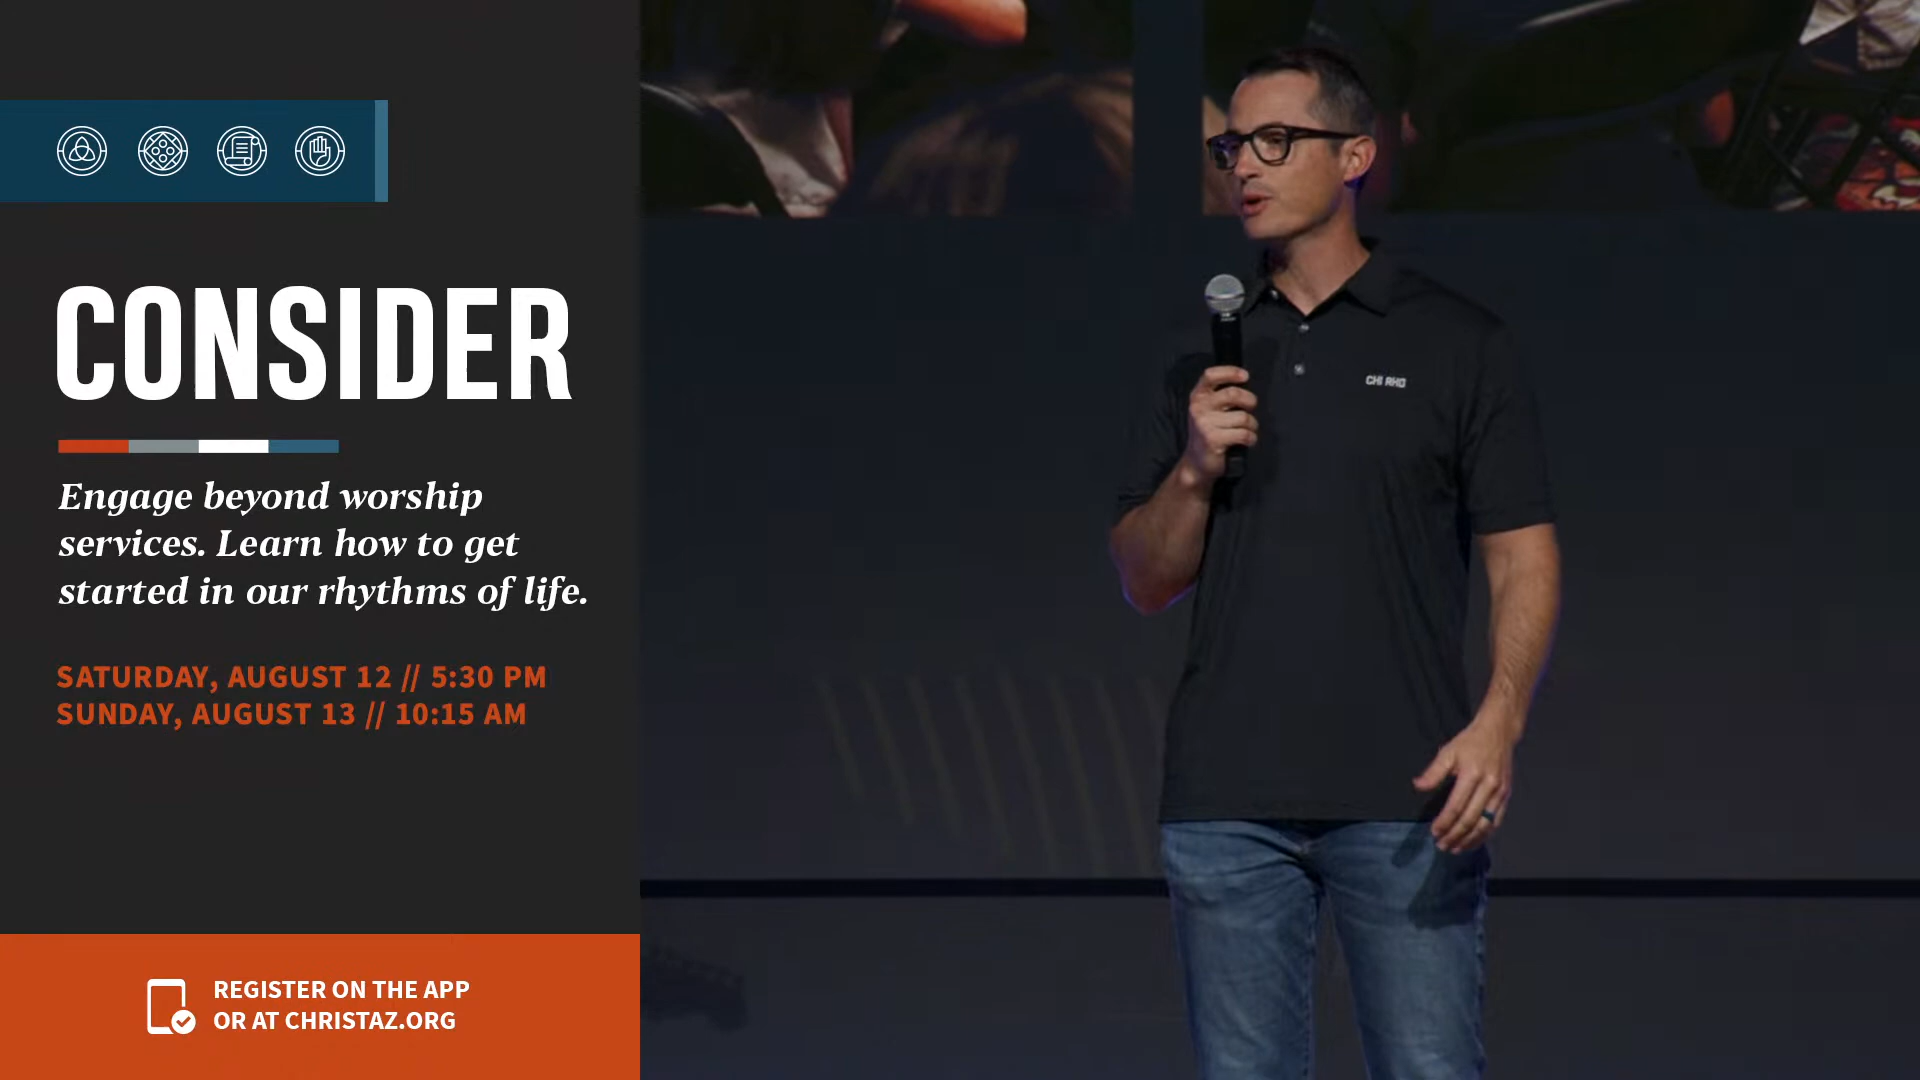 CONSIDER
Engage beyond worship
services. Learn how to get
started in our rhythms of life.
SATURDAY, AUGUST 12 // 5:30 PM
SUNDAY, AUGUST 13 // 10:15 AM
REGISTER ON THE APP
OR AT CHRISTAZ.ORG
CHI RHO